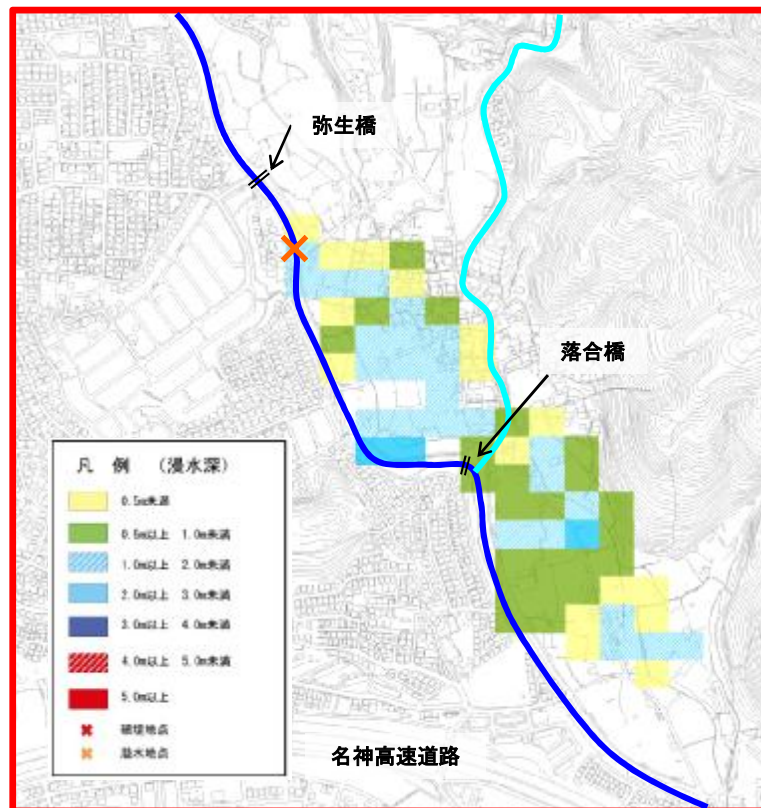 弥生橋
落合橋
凡 例 （浸水深）
0.5m未満
0.5m以上 1.0m未満
1.0m以上 2.0m未満
2.0m以上 3.0m未満
3.0m以上 4.0m未満
4.0m以上 5.0m未満
5.0m以上
破堤地点
溢水地点
名神高速道路